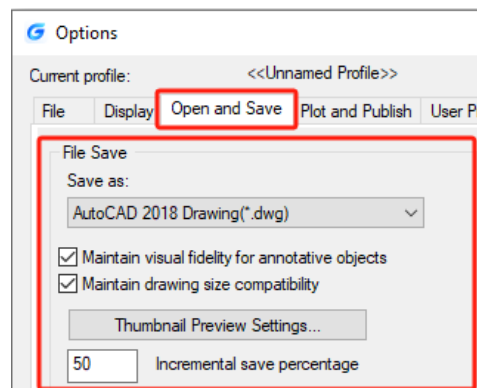 Options
Current profile: <<Unnamed Profile>>
File Display Open and Save Plot and Publish User P
File Save
Save as:
AutoCAD 2018 Drawing(*.dwg)
Maintain visual fidelity for annotative objects
Maintain drawing size compatibility
Thumbnail Preview Settings...
50 Incremental save percentage